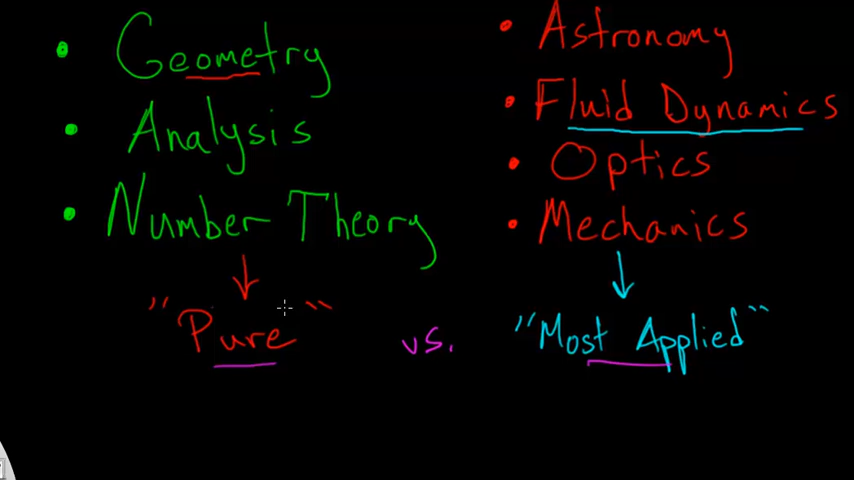 • Geometry
• Analysis
• Number Theory
"Pure"
vs.
• Astronomy
• Fluid Dynamics
• Optics
• Mechanics
"Most Applied"